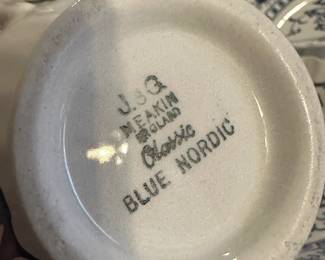 J.&G.
MEAKIN
ENGLAND
Classic
BLUE NORDIC